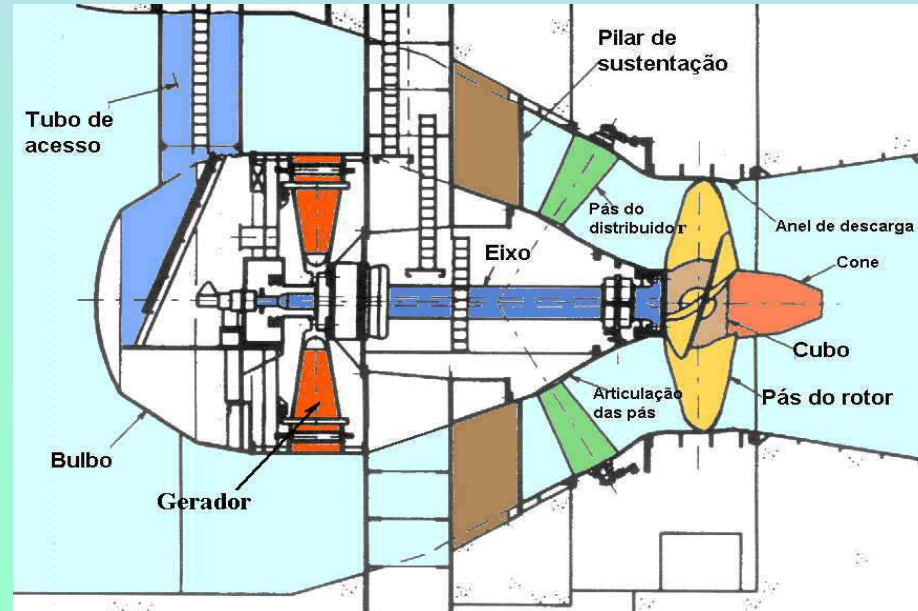 Pilar de
sustentação
Tubo de
acesso
Pás do
distribuidor
Anel de descarga
Eixo
Cone
Cubo
Articulação
das pás
Pás do rotor
Bulbo
Gerador